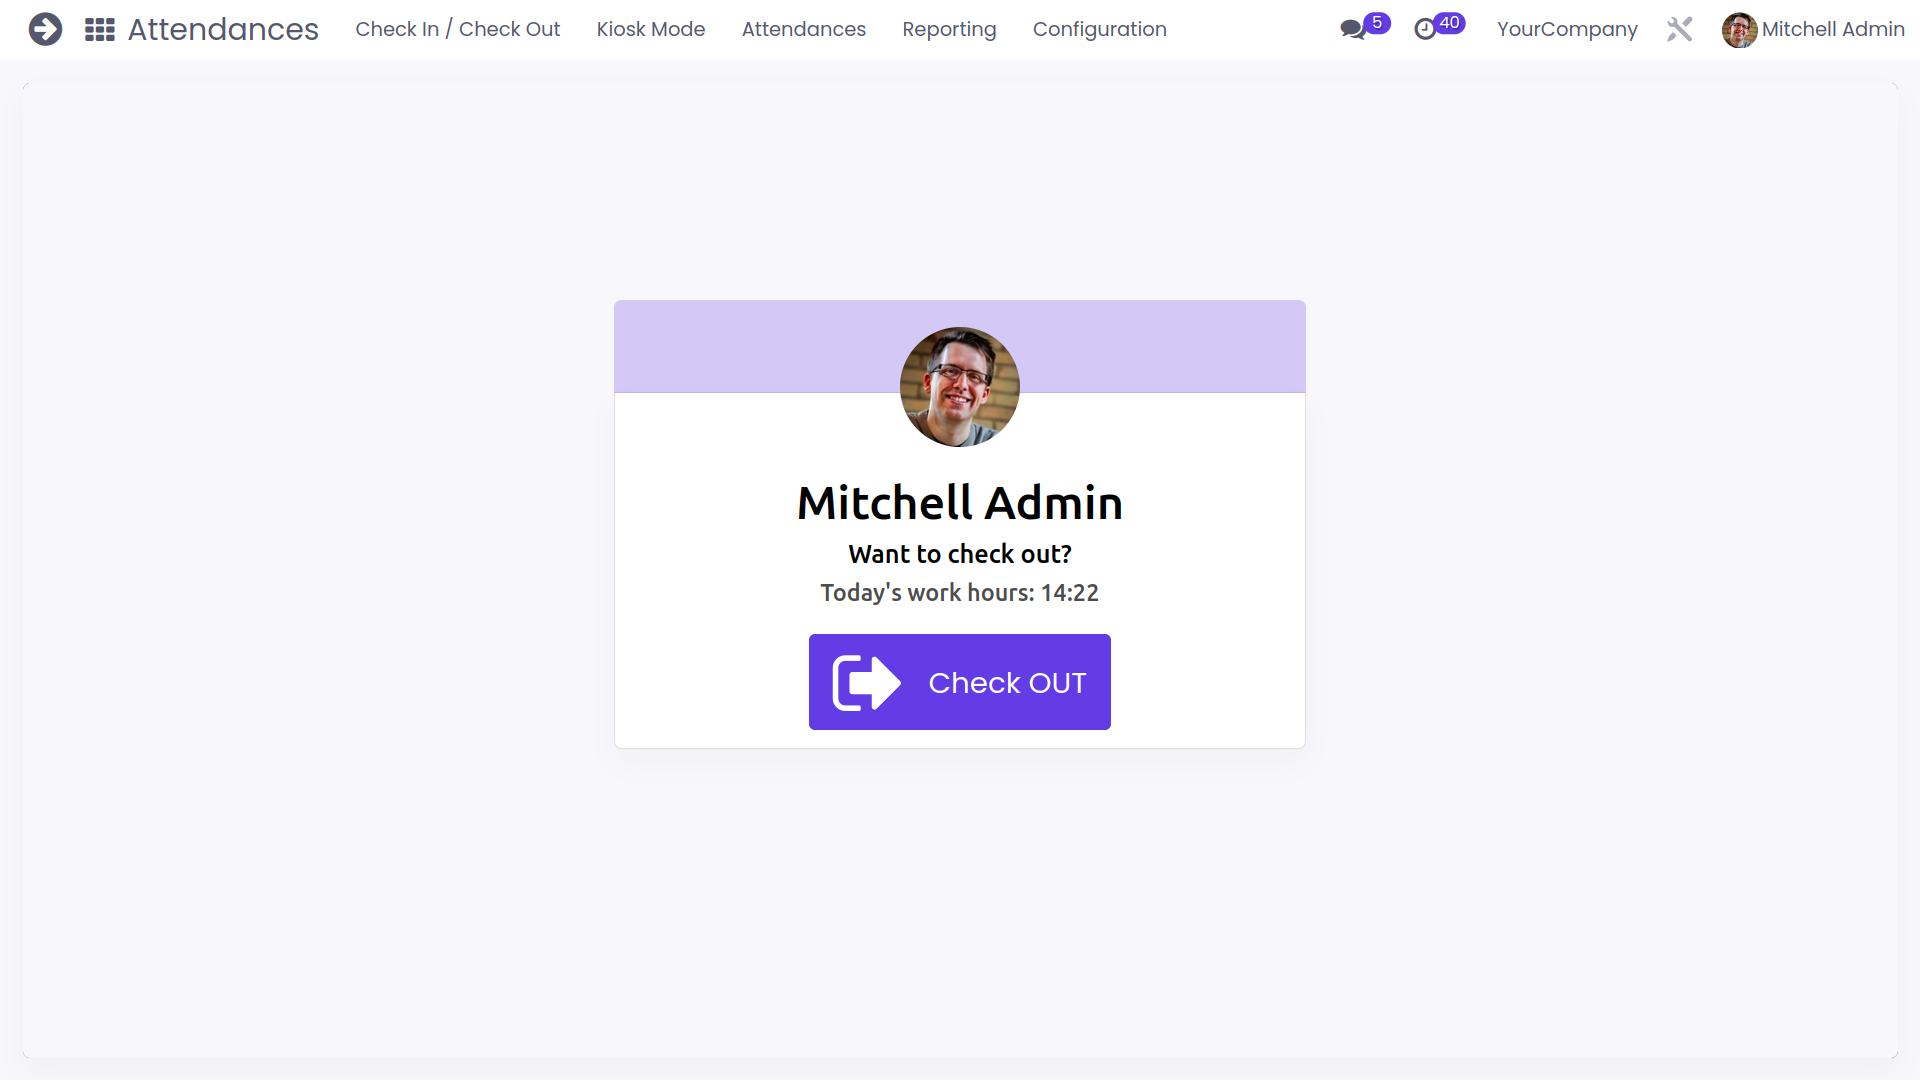 Attendances Check In / Check Out Kiosk Mode Attendances Reporting Configuration 5 40 YourCompany Mitchell Admin
Mitchell Admin
Want to check out?
Today's work hours: 14:22
Check OUT